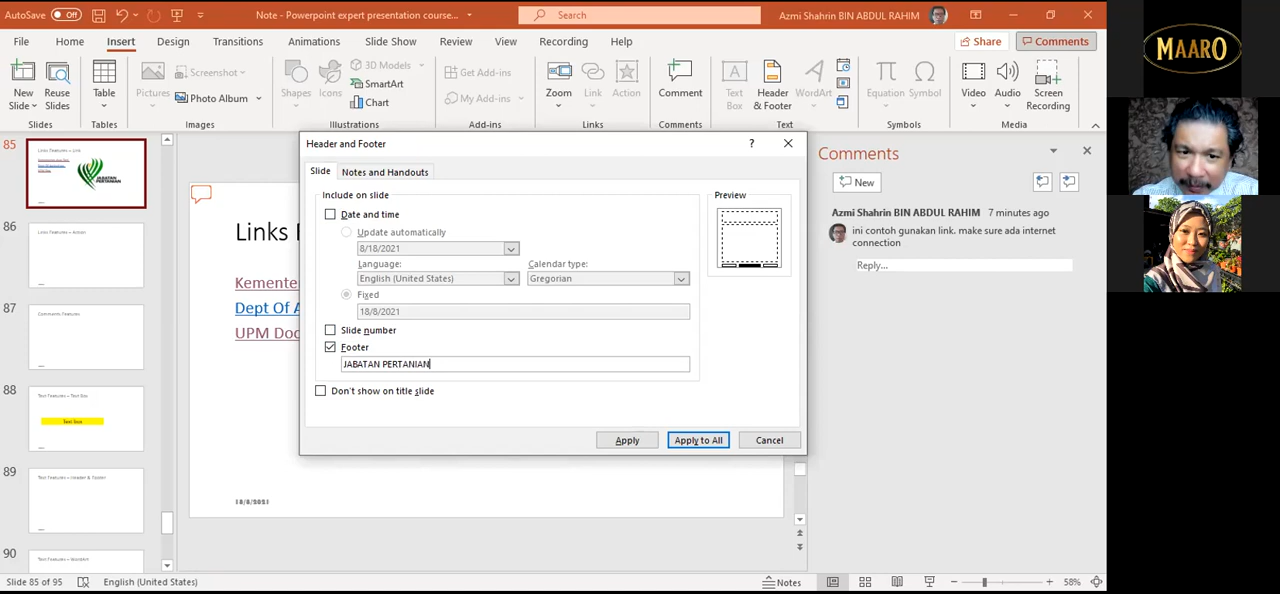 AutoSave Off
Note - Powerpoint expert presentation course...
Search
Azmi Shahrin BIN ABDUL RAHIM
File Home Insert Design Transitions Animations Slide Show Review View Recording Help
Share Comments
New Slide
Reuse Slides
Table
Pictures
Screenshot
Photo Album
Shapes
Icons
3D Models
SmartArt
Chart
Get Add-ins
My Add-ins
Zoom
Link
Action
Comment
Text Box
Header & Footer
WordArt
Equation
Symbol
Video
Audio
Screen Recording
Slides Tables Images Illustrations Add-ins Links Comments Text Symbols Media
85
Links Features – Link
JABATAN
PERTANIAN
86
Links Features – Action
87
Comments Features
88
Text Features – Text Box
Text box
89
Text Features – Header & Footer
90
Text Features – WordArt
Links
Kemente
Dept Of A
UPM Doc
18/8/2021
Header and Footer
?
Slide
Notes and Handouts
Include on slide
Date and time
Update automatically
8/18/2021
Language:
Calendar type:
English (United States)
Gregorian
Fixed
18/8/2021
Slide number
Footer
JABATAN PERTANIAN
Don't show on title slide
Preview
Apply
Apply to All
Cancel
Comments
New
Azmi Shahrin BIN ABDUL RAHIM 7 minutes ago
ini contoh gunakan link. make sure ada internet
connection
Reply...
MAARO
Slide 85 of 95
English (United States)
Notes
58%